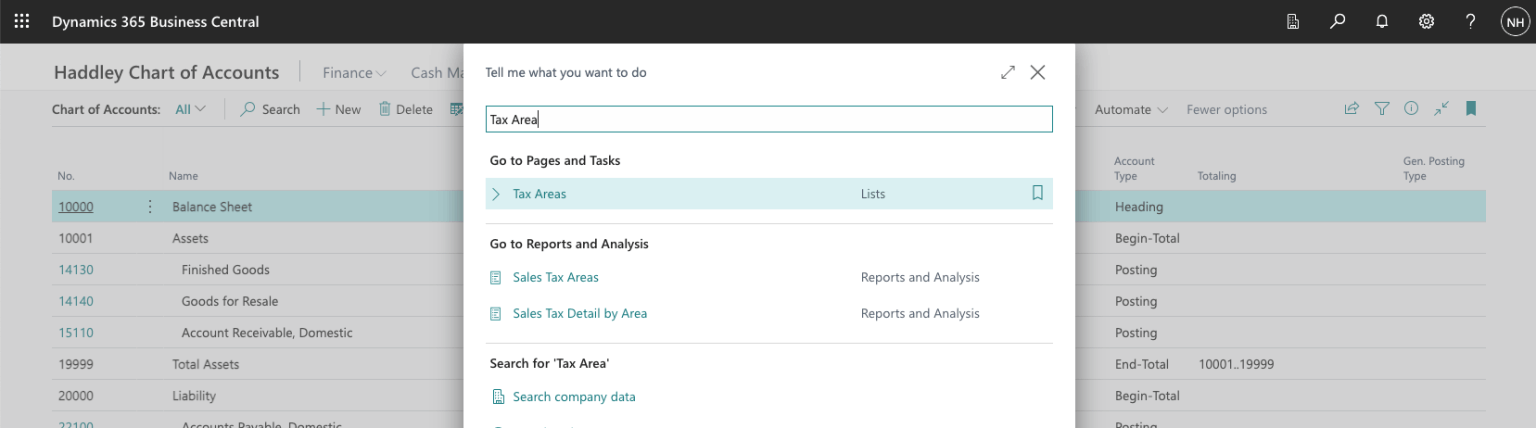 Dynamics 365 Business Central
NH
Haddley Chart of Accounts
Finance
Cash Ma
Tell me what you want to do
Chart of Accounts:
All
Search
New
Delete
Automate
Fewer options
Tax Area
Go to Pages and Tasks
Tax Areas
Lists
Go to Reports and Analysis
Sales Tax Areas
Reports and Analysis
Sales Tax Detail by Area
Reports and Analysis
Search for 'Tax Area'
Search company data
No.
Name
Account
Type
Totaling
Gen. Posting
Type
10000
Balance Sheet
Heading
10001
Assets
Begin-Total
14130
Finished Goods
Posting
14140
Goods for Resale
Posting
15110
Account Receivable, Domestic
Posting
19999
Total Assets
End-Total
10001..19999
20000
Liability
Begin-Total
22100
Accounts Payable, Domestic
Posting